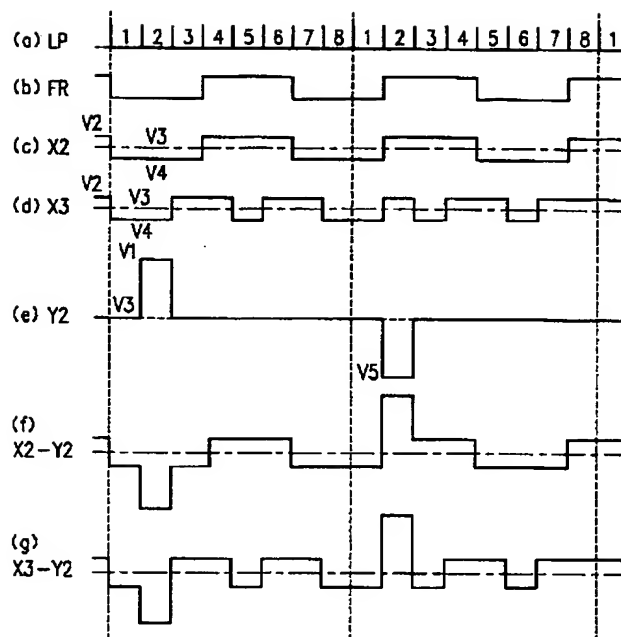 (a) LP 1 2 3 4 5 6 7 8 1 2 3 4 5 6 7 8 1
(b) FR
V2
V3
(c) X2
V4
V2
V3
(d) X3
V4
V1
V3
(e) Y2
V5
(f)
X2-Y2
(g)
X3-Y2